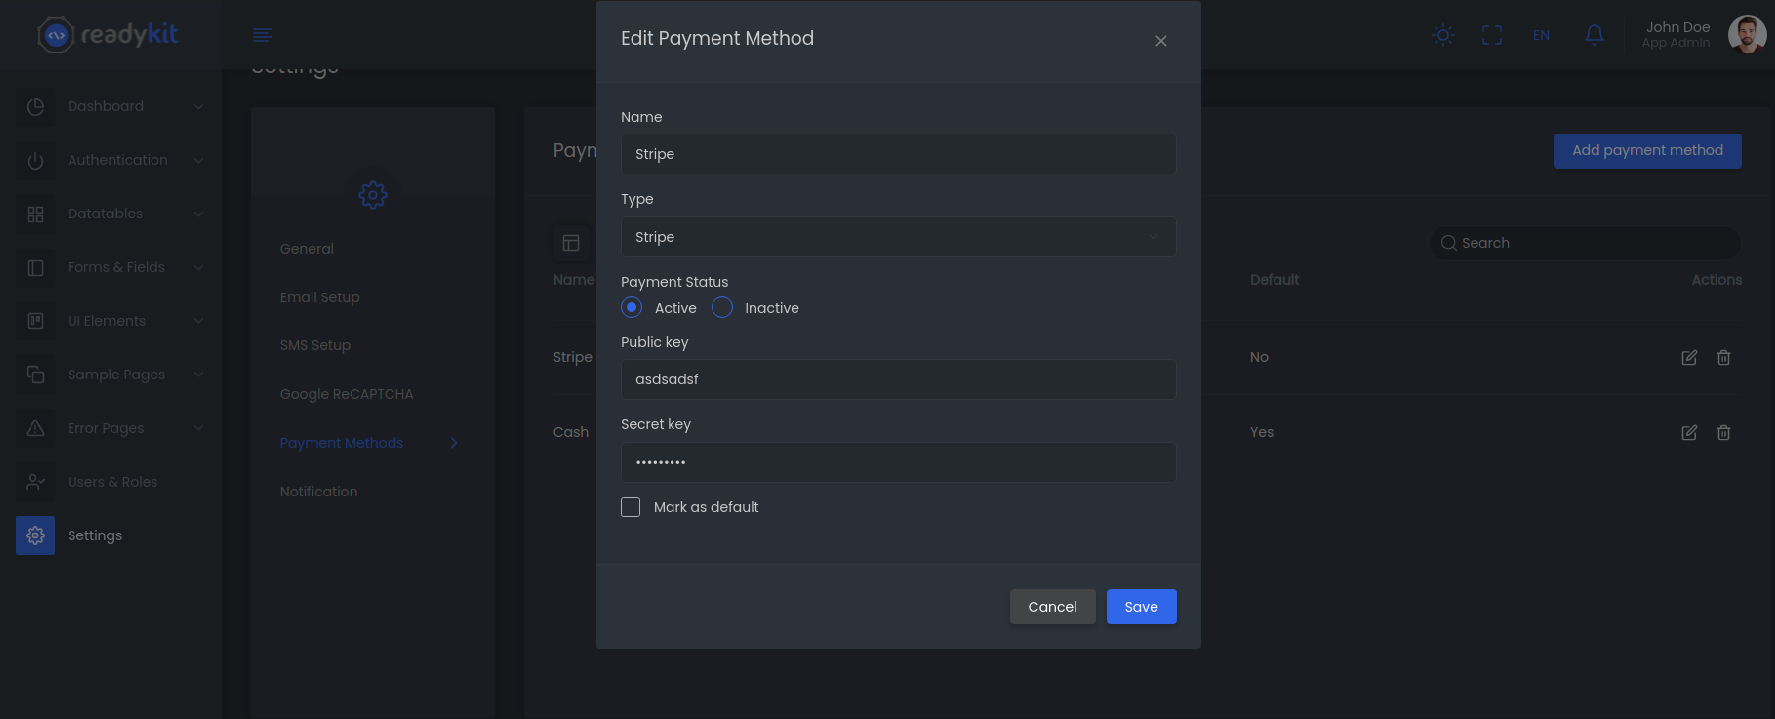 readykit
EN
John Doe
App Admin
Settings
Dashboard
Authentication
Datatables
Forms & Fields
UI Elements
Sample Pages
Error Pages
Users & Roles
Settings
General
Email Setup
SMS Setup
Google ReCAPTCHA
Payment Methods
Notification
Paym
Add payment method
Search
Name
Default
Actions
Stripe
No
Cash
Yes
Edit Payment Method
Name
Stripe
Type
Stripe
Payment Status
Active Inactive
Public key
asdsadsf
Secret key
•••••••••
Mark as default
Cancel
Save